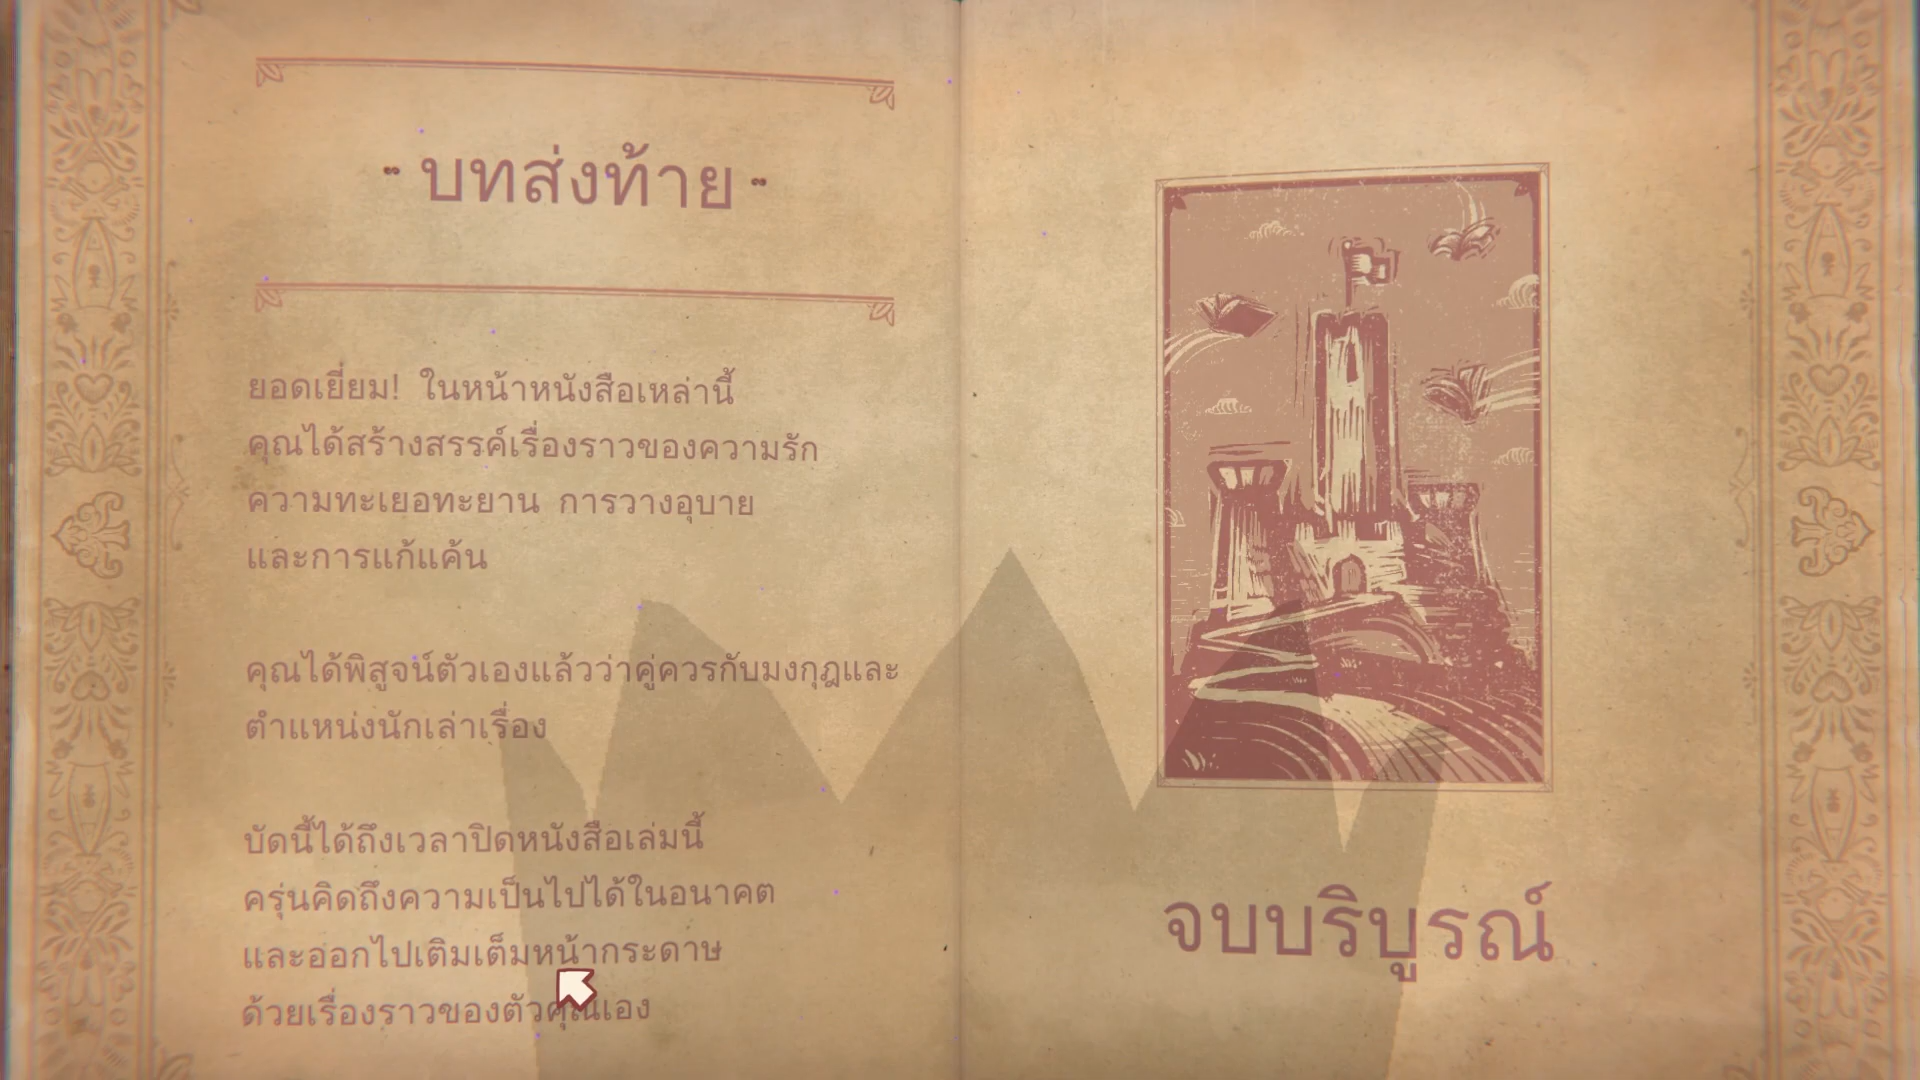 - บทส่งท้าย -
ยอดเยี่ยม! ในหน้าหนังสือเหล่านี้
คุณได้สร้างสรรค์เรื่องราวของความรัก
ความทะเยอทะยาน การวางอุบาย
และการแก้แค้น
คุณได้พิสูจน์ตัวเองแล้วว่าคู่ควรกับมงกุฎและ
ตำแหน่งนักเล่าเรื่อง
บัดนี้ได้ถึงเวลาปิดหนังสือเล่มนี้
ครุ่นคิดถึงความเป็นไปได้ในอนาคต
และออกไปเติมเต็มหน้ากระดาษ
ด้วยเรื่องราวของตัวคุณเอง
จบบริบูรณ์